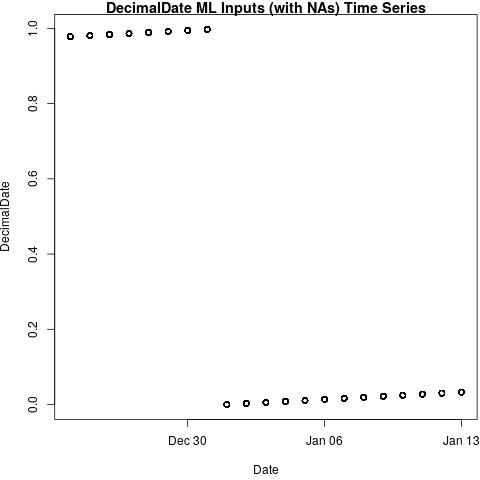 DecimalDate ML Inputs (with NAs) Time Series
1.0
0.8
0.6
0.4
0.2
0.0
DecimalDate
Dec 30
Jan 06
Jan 13
Date